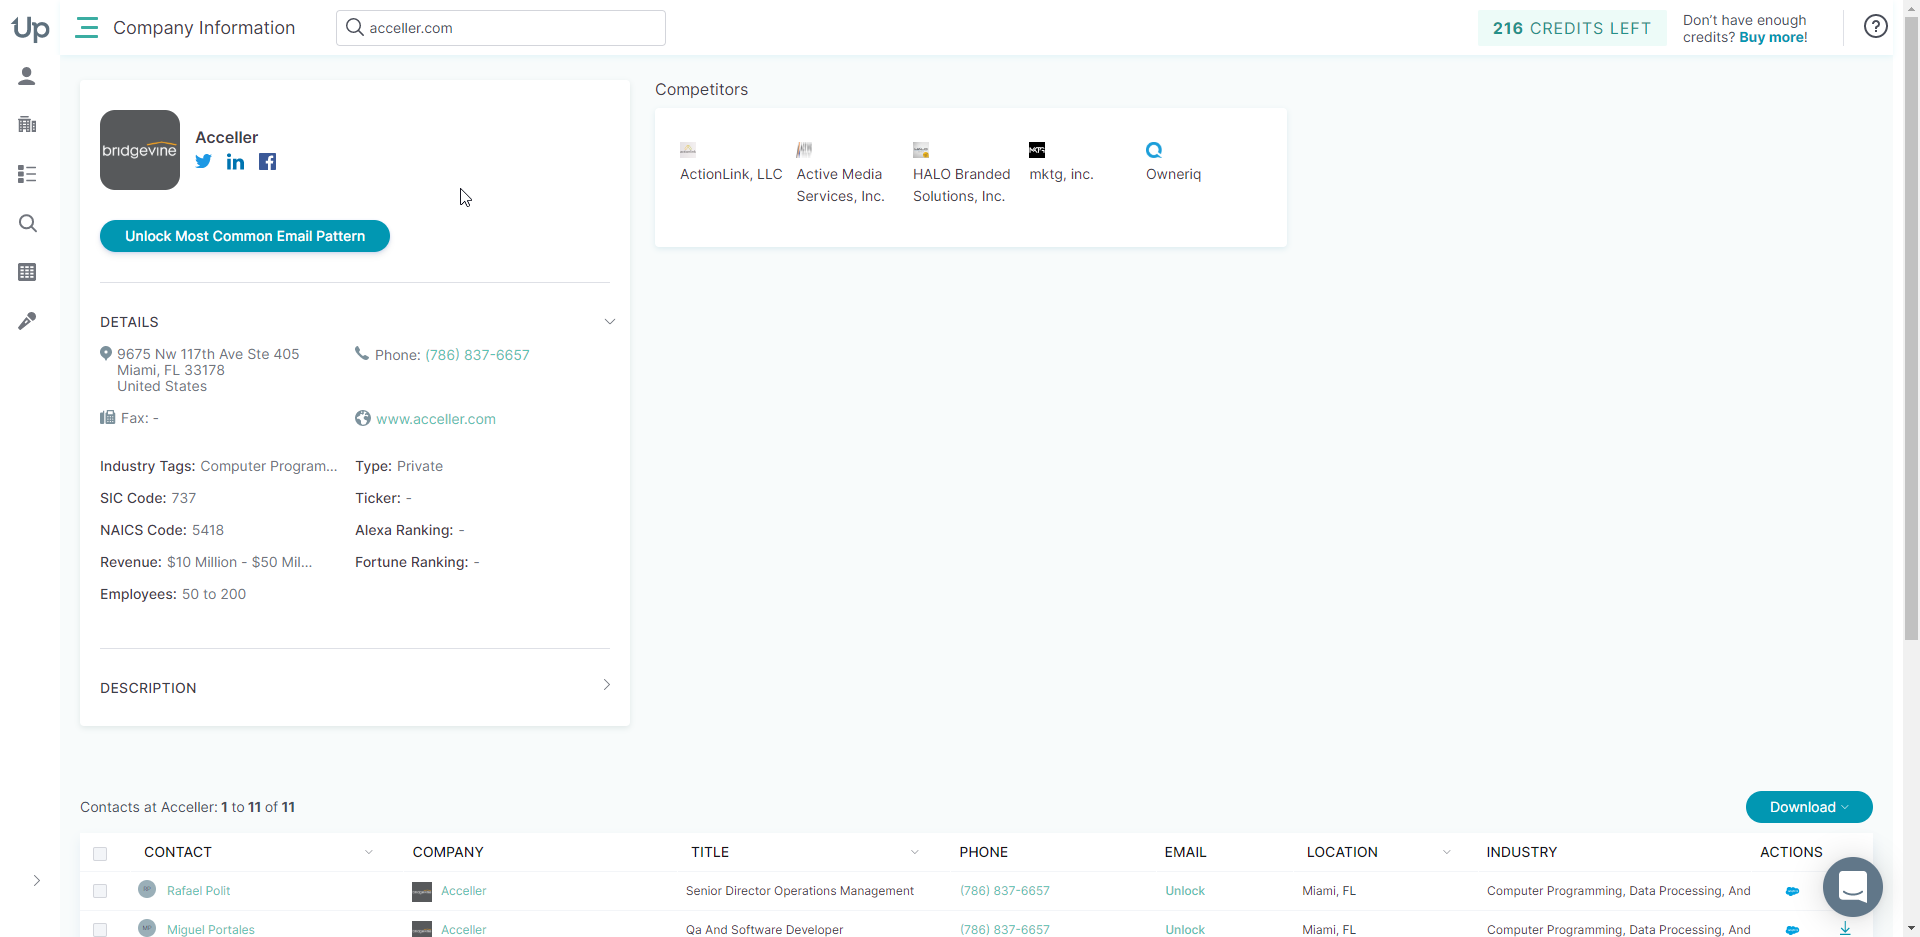 Up
Company Information
acceller.com
216 CREDITS LEFT
Don't have enough
credits? Buy more!
bridgevine
Acceller
Unlock Most Common Email Pattern
DETAILS
9675 Nw 117th Ave Ste 405
Miami, FL 33178
United States
Phone: (786) 837-6657
Fax: -
www.acceller.com
Industry Tags: Computer Program...
Type: Private
SIC Code: 737
Ticker: -
NAICS Code: 5418
Alexa Ranking: -
Revenue: $10 Million - $50 Mil...
Fortune Ranking: -
Employees: 50 to 200
DESCRIPTION
Competitors
ActionLink, LLC
Active Media
Services, Inc.
HALO Branded
Solutions, Inc.
mktg, inc.
Owneriq
Contacts at Acceller: 1 to 11 of 11
Download
CONTACT COMPANY TITLE PHONE EMAIL LOCATION INDUSTRY ACTIONS
RP Rafael Polit Acceller Senior Director Operations Management (786) 837-6657 Unlock Miami, FL Computer Programming, Data Processing, And
MP Miguel Portales Acceller Qa And Software Developer (786) 837-6657 Unlock Miami, FL Computer Programming, Data Processing, And